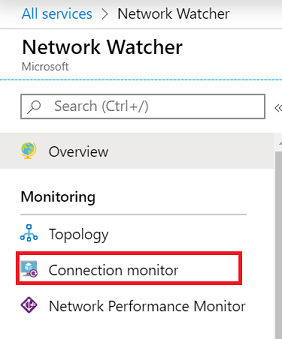 All services > Network Watcher
Network Watcher
Microsoft
Search (Ctrl+/)
Overview
Monitoring
Topology
Connection monitor
Network Performance Monitor